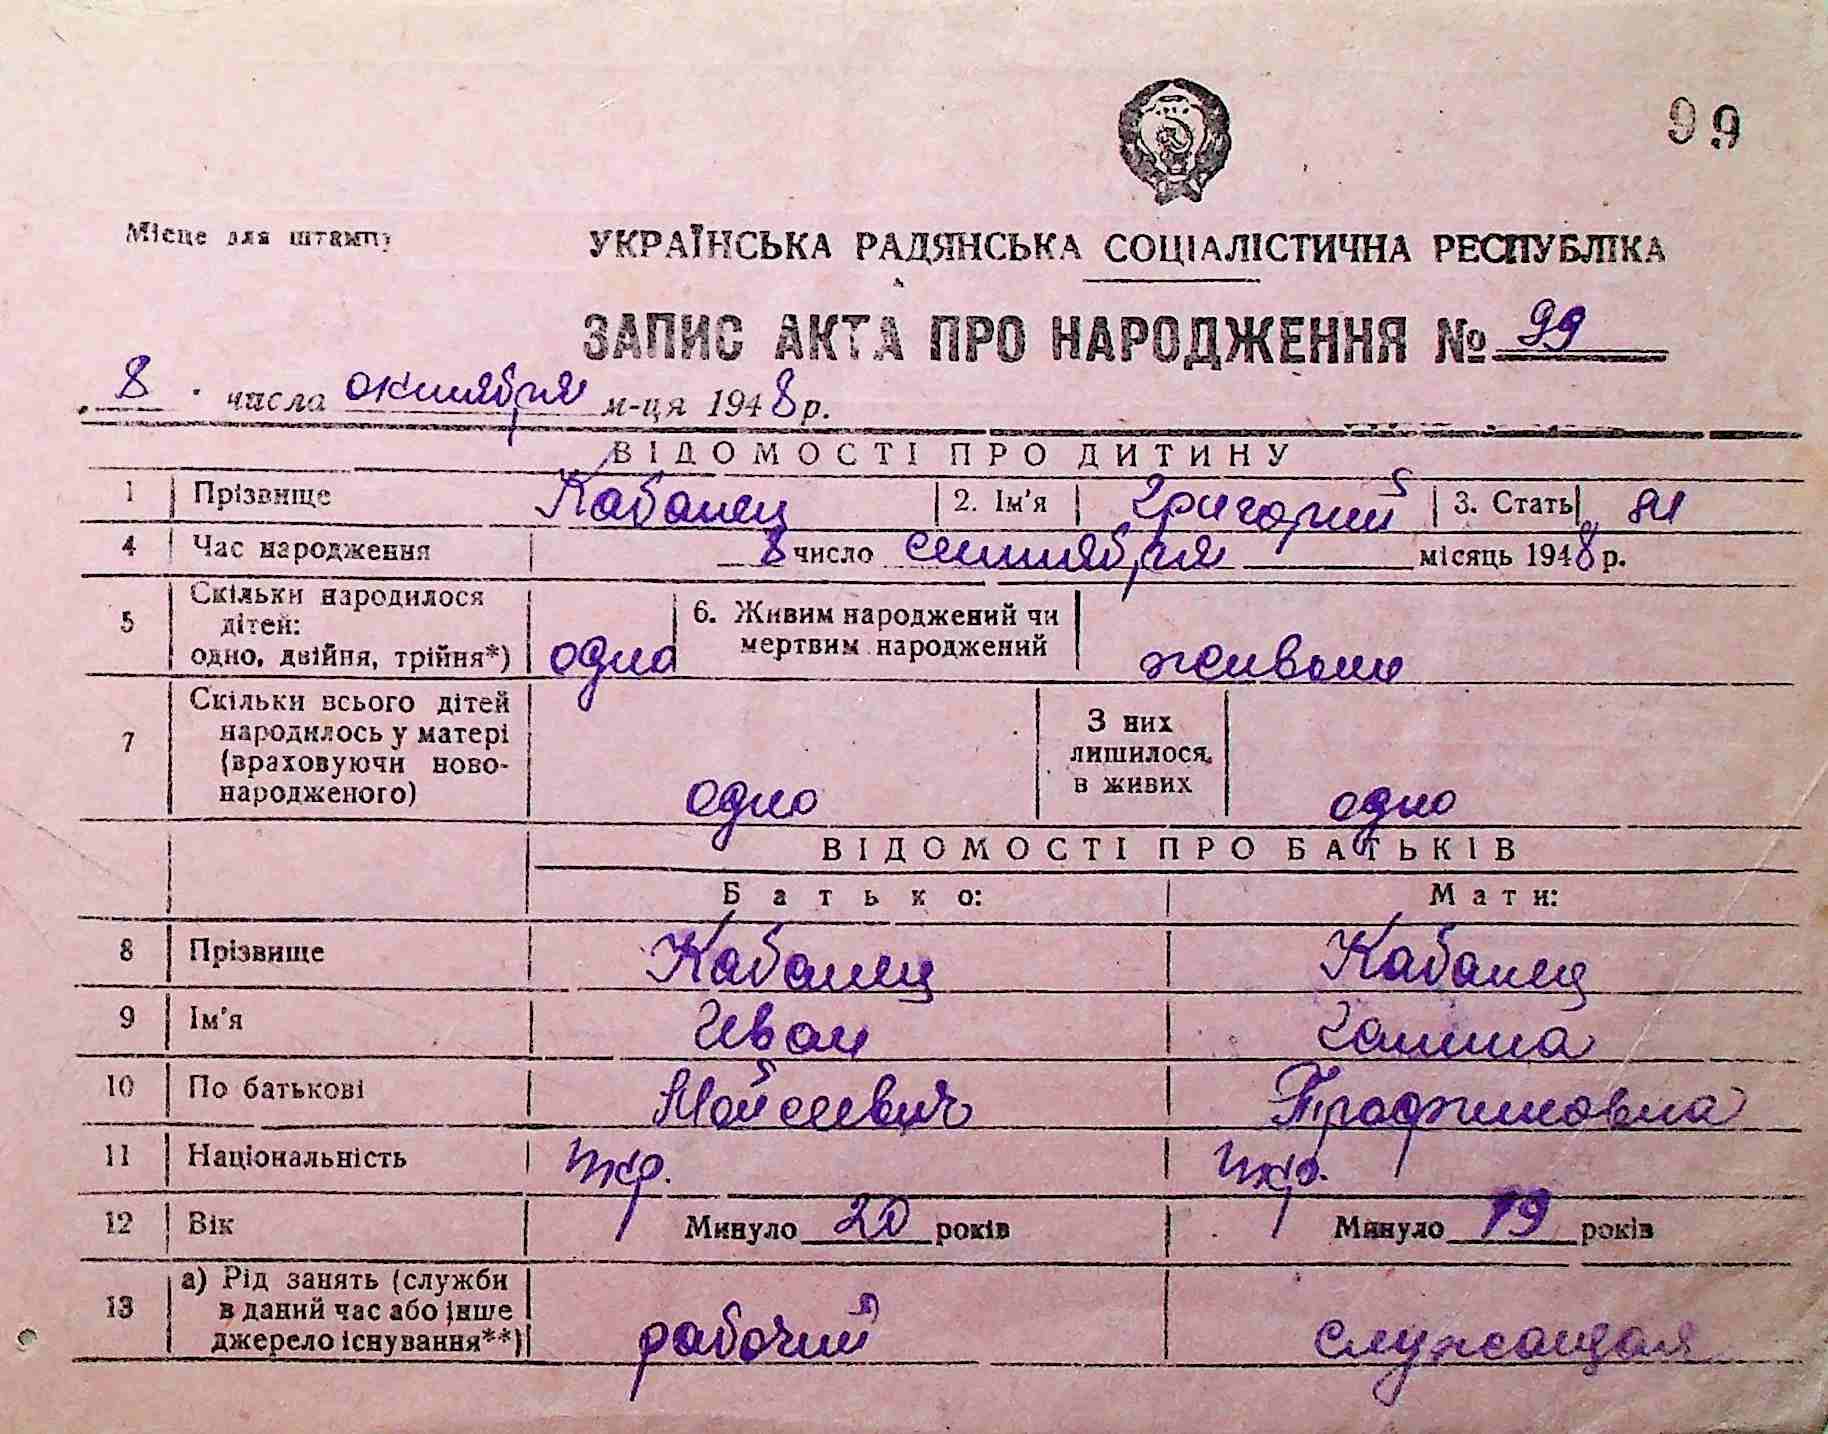 99
Місце для штампу
УКРАЇНСЬКА РАДЯНСЬКА СОЦІАЛІСТИЧНА РЕСПУБЛІКА
ЗАПИС АКТА ПРО НАРОДЖЕННЯ № 99
8 числа октября м-ця 1948 р.
ВІДОМОСТІ ПРО ДИТИНУ
1 Прізвище Кабанец 2. Ім'я Григорий 3. Стать М
4 Час народження 8 число сентября місяць 1948 р.
5 Скільки народилося
дітей:
одно, двійня, трійня*) одно 6. Живим народжений чи
мертвим народжений живым
7 Скільки всього дітей
народилось у матері
(враховуючи ново-
народженого) одно
З них
лишилося
в живих одно
ВІДОМОСТІ ПРО БАТЬКІВ
Батько: Мати:
8 Прізвище Кабанец Кабанец
9 Ім'я Иван Галина
10 По батькові Мойсеевич
11 Національність укр. укр.
12 Вік Минуло 20 років Минуло 19 років
13 а) Рід занять (служби
в даний час або інше
джерело існування**) рабочий служащая